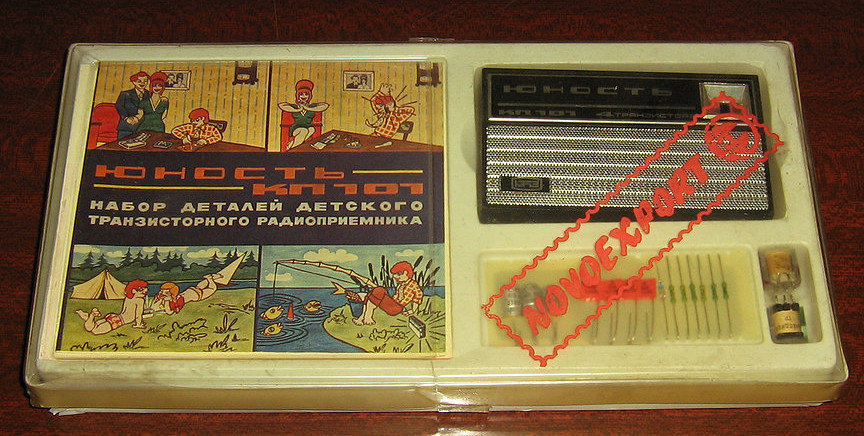 ЮНОСТЬ
КП101
НАБОР ДЕТАЛЕЙ ДЕТСКОГО
ТРАНЗИСТОРНОГО РАДИОПРИЕМНИКА
ЮНОСТЬ
КП101 4 ТРАНЗИСТОРА
NOVOEXPORT